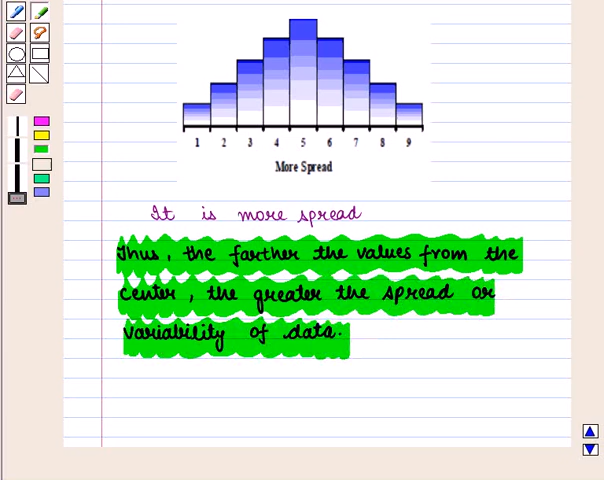 1 2 3 4 5 6 7 8 9
More Spread
It is more spread
Thus, the farther the values from the
center, the greater the spread or
variability of data.